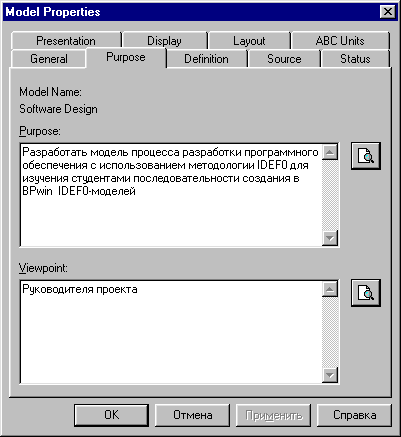 Model Properties
Presentation Display Layout ABC Units
General Purpose Definition Source Status
Model Name:
Software Design
Purpose:
Разработать модель процесса разработки программного
обеспечения с использованием методологии IDEF0 для
изучения студентами последовательности создания в
BPwin IDEF0-моделей
Viewpoint:
Руководителя проекта
OK Отмена Применить Справка